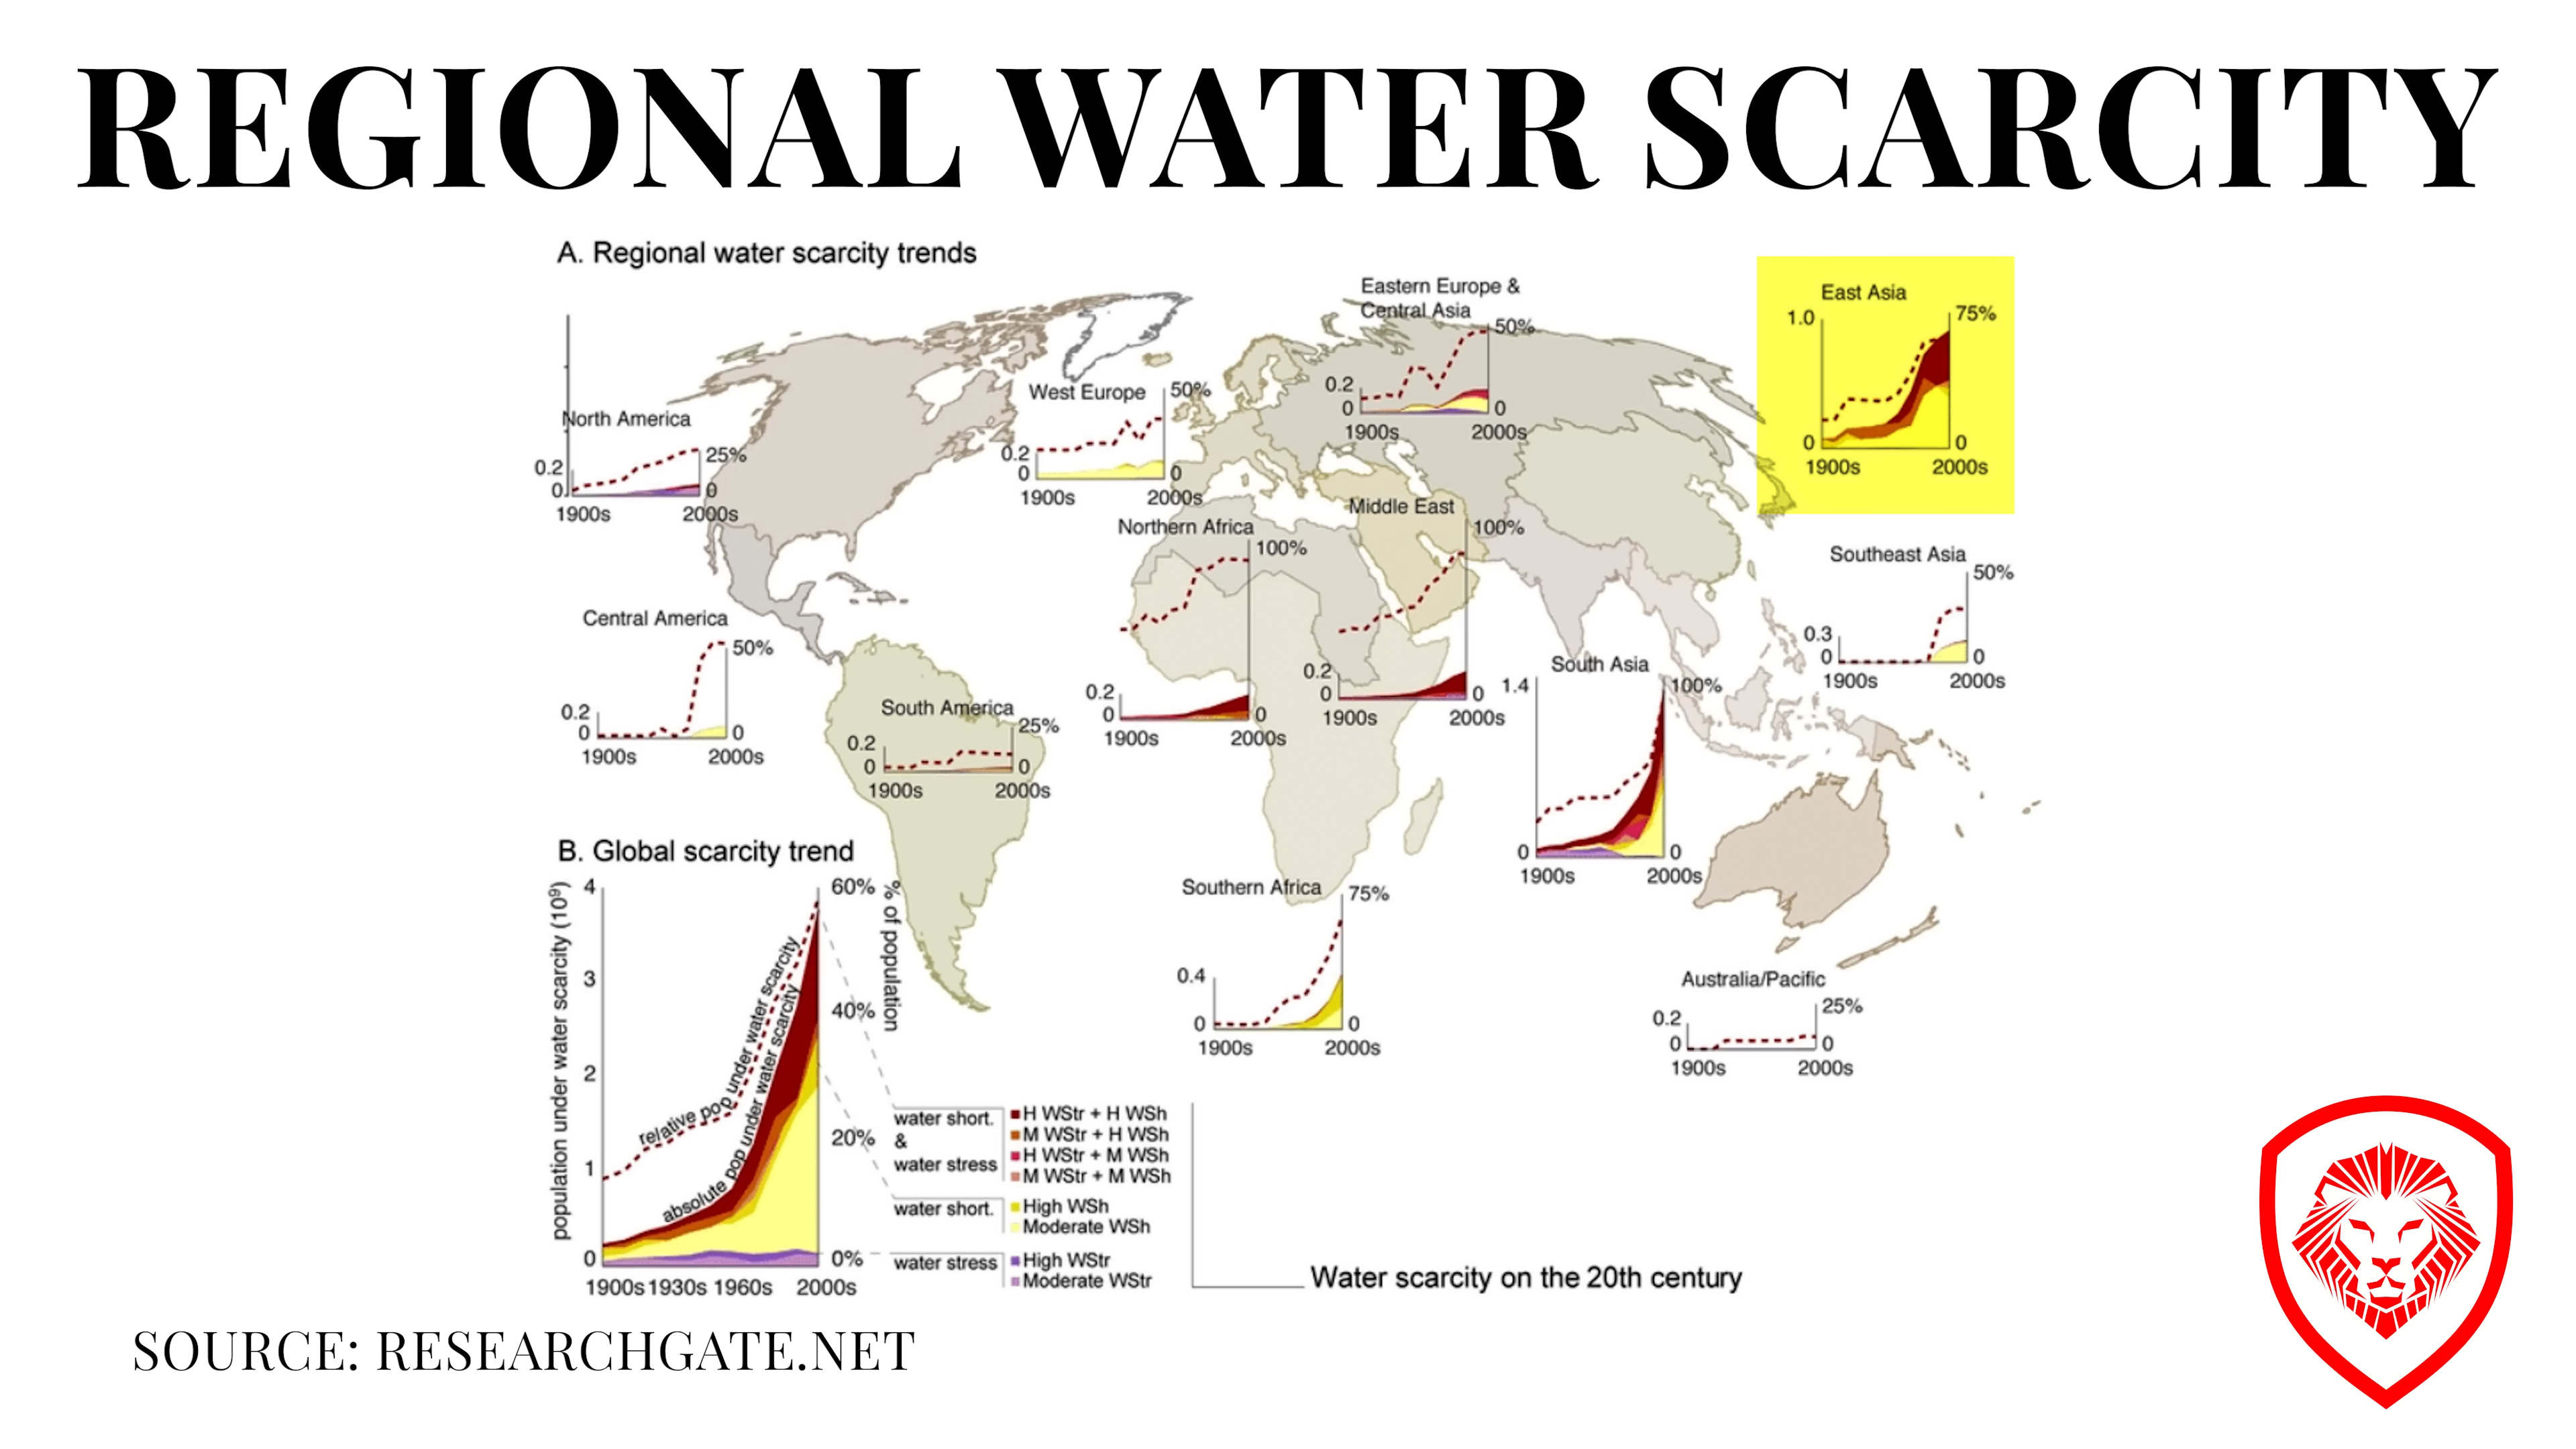 REGIONAL WATER SCARCITY
A. Regional water scarcity trends
North America
0.2
0
25%
0
1900s
2000s
West Europe
50%
0.2
0
0
1900s
2000s
Eastern Europe &
Central Asia
50%
0.2
0
0
1900s
2000s
East Asia
1.0
75%
0
0
1900s
2000s
Northern Africa
100%
0.2
0
0
1900s
2000s
Middle East
100%
0.2
0
0
1900s
2000s
Southeast Asia
50%
0.3
0
0
1900s
2000s
Central America
50%
0.2
0
0
1900s
2000s
South America
25%
0.2
0
0
1900s
2000s
South Asia
1.4
100%
0
0
1900s
2000s
Southern Africa
75%
0.4
0
0
1900s
2000s
Australia/Pacific
25%
0.2
0
0
1900s
2000s
B. Global scarcity trend
population under water scarcity (10⁹)
4
3
2
1
0
60%
40%
20%
0%
% of population
relative pop under water scarcity
absolute pop under water scarcity
1900s 1930s 1960s 2000s
water short.
&
water stress
H WStr + H WSh
M WStr + H WSh
H WStr + M WSh
M WStr + M WSh
water short.
High WSh
Moderate WSh
water stress
High WStr
Moderate WStr
Water scarcity on the 20th century
SOURCE: RESEARCHGATE.NET